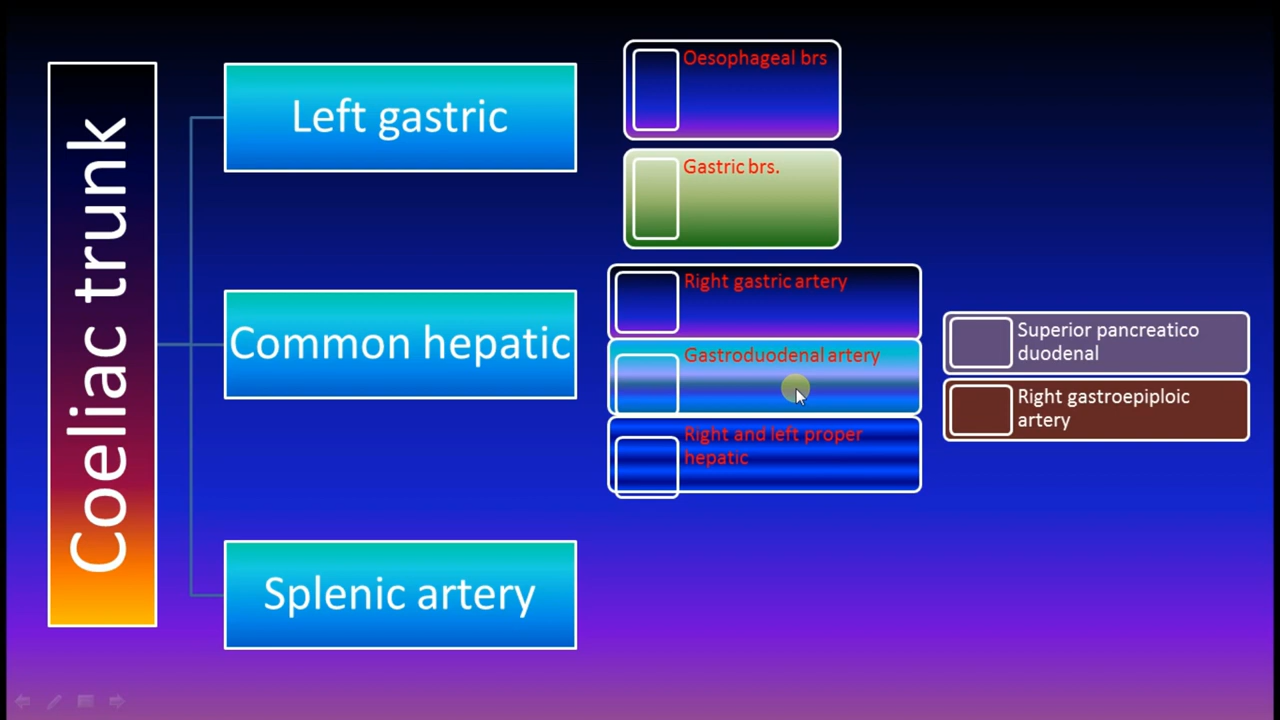 Coeliac trunk
Left gastric
Oesophageal brs
Gastric brs.
Common hepatic
Right gastric artery
Gastroduodenal artery
Right and left proper
hepatic
Superior pancreatico
duodenal
Right gastroepiploic
artery
Splenic artery